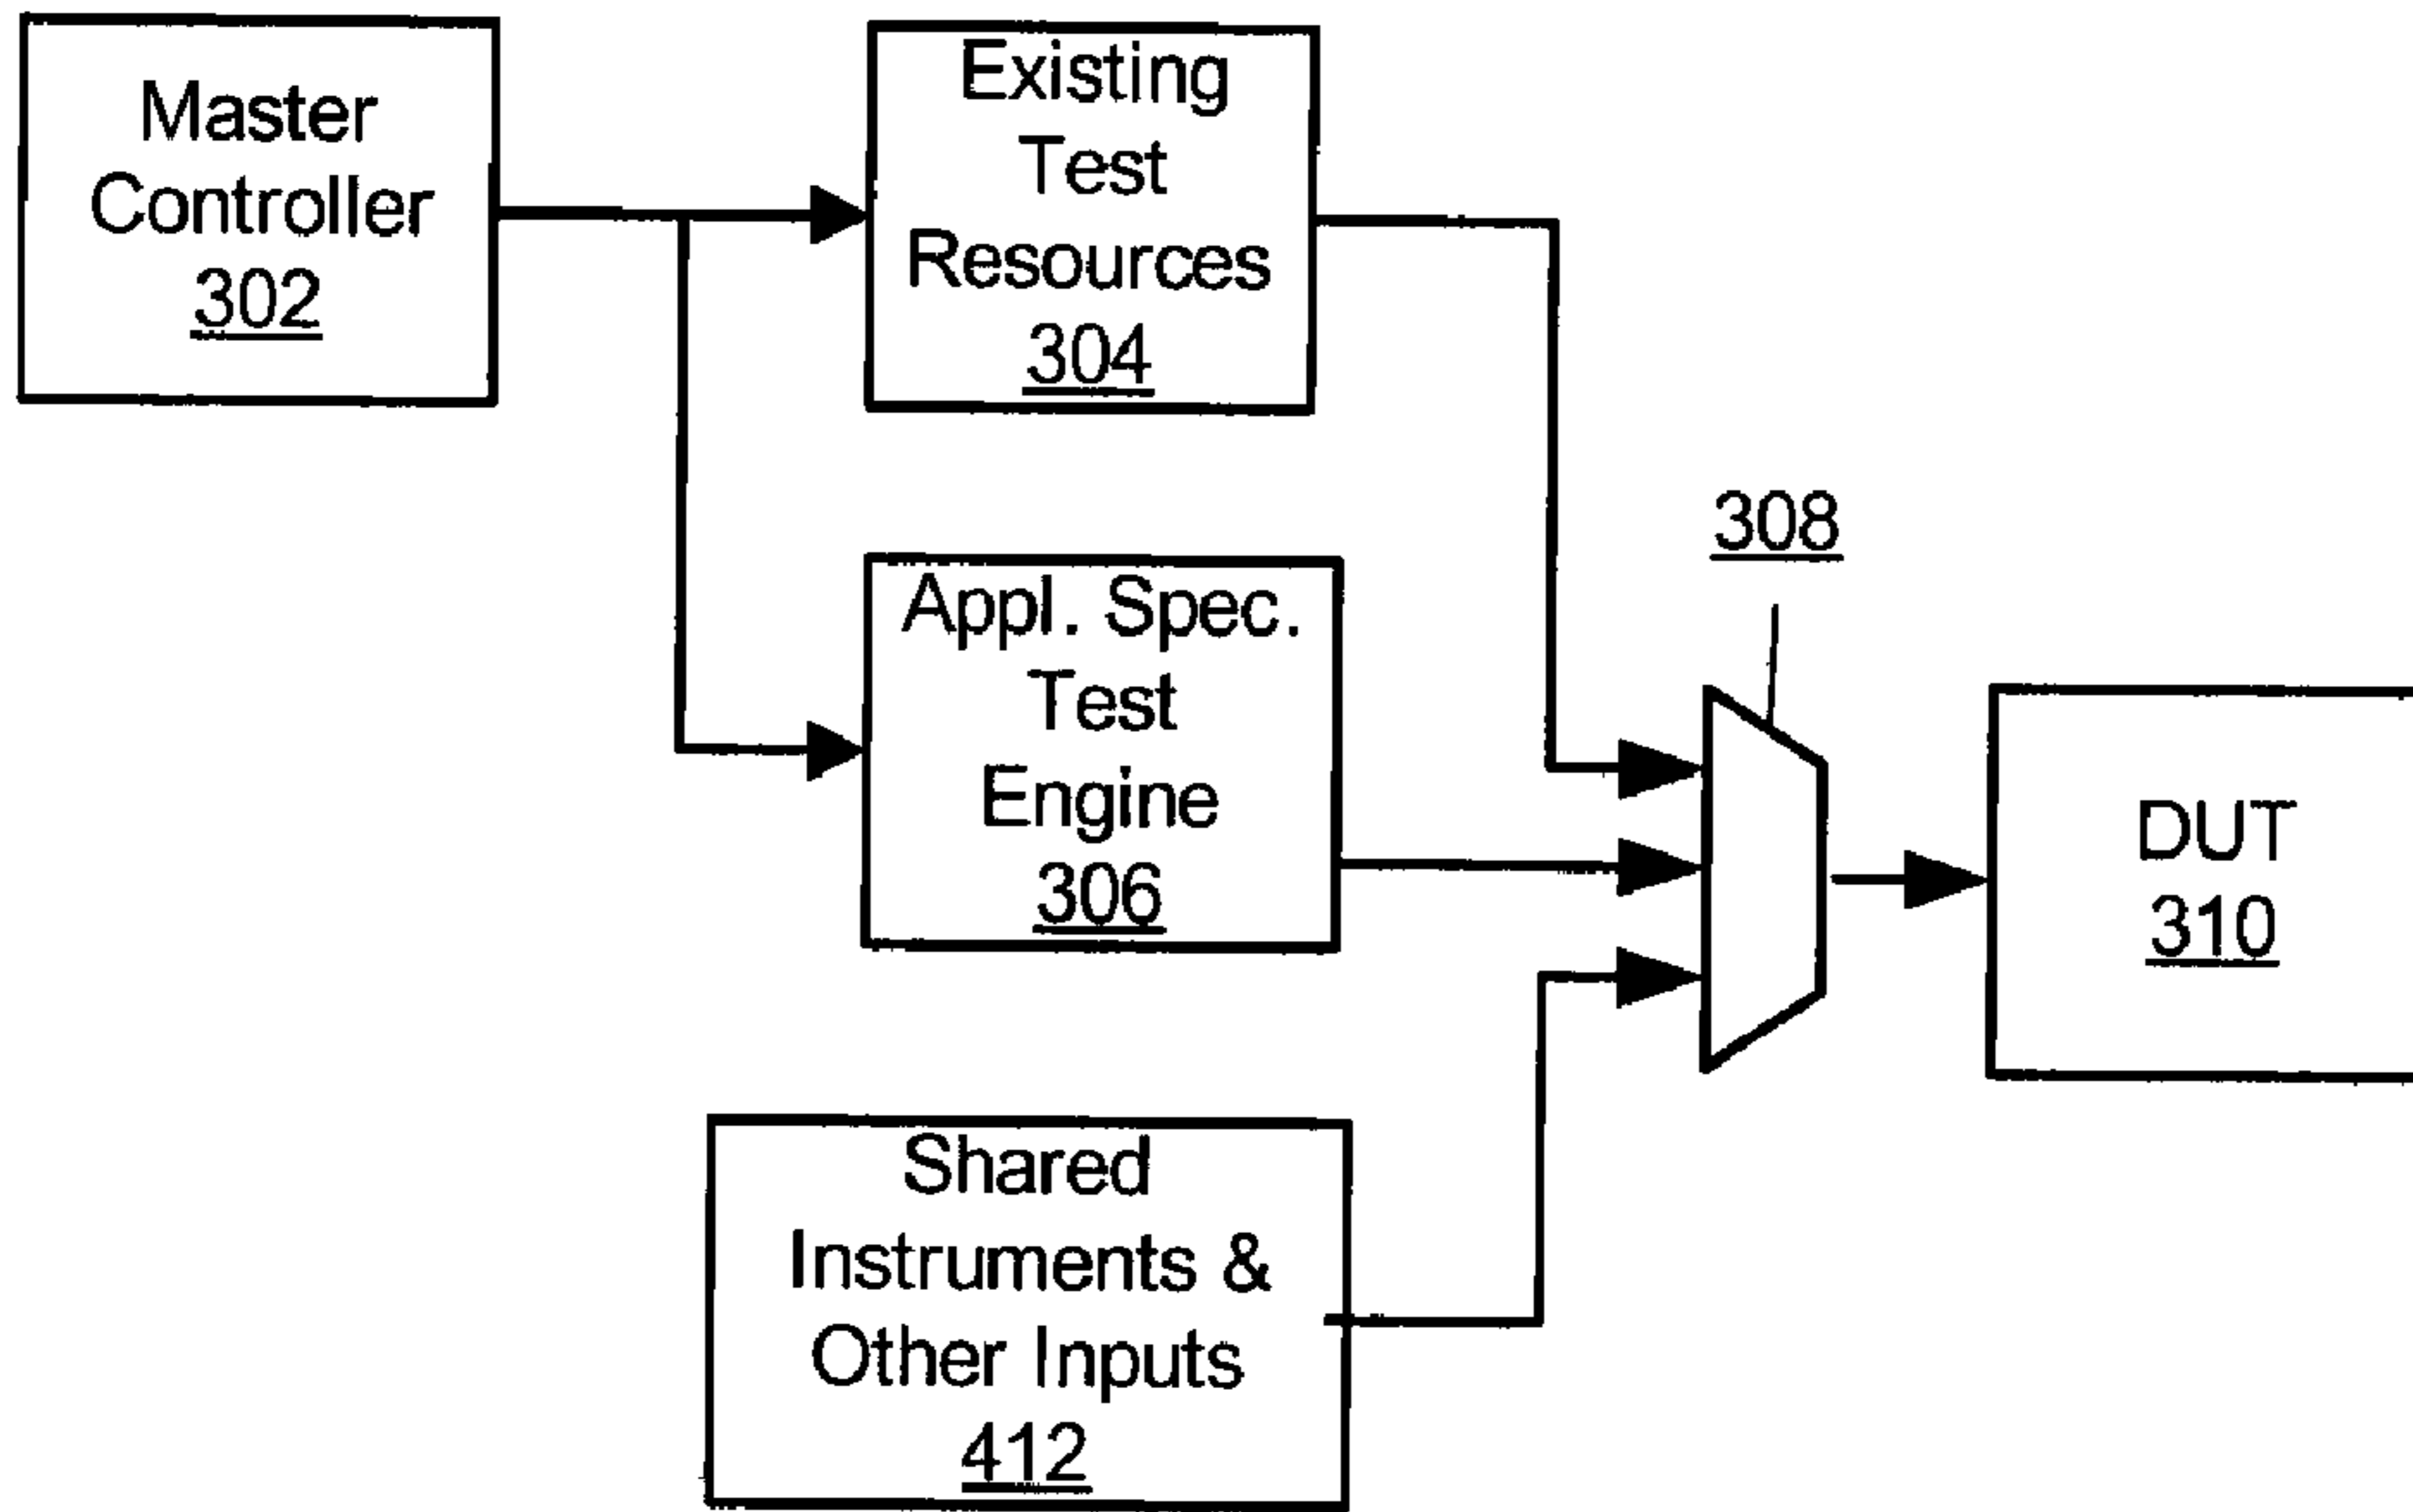 Master
Controller
302
Existing
Test
Resources
304
Appl. Spec.
Test
Engine
306
308
DUT
310
Shared
Instruments &
Other Inputs
412